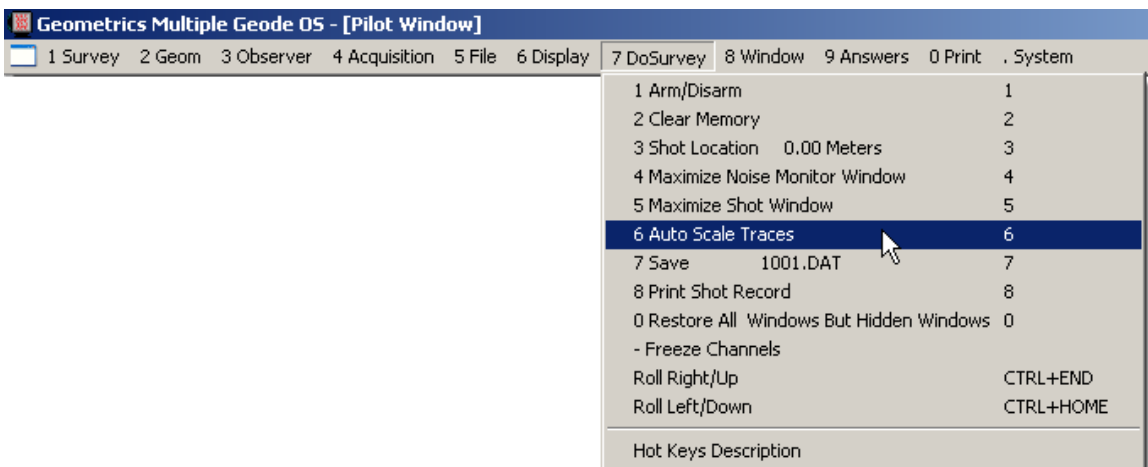 Geometrics Multiple Geode OS - [Pilot Window]
1 Survey 2 Geom 3 Observer 4 Acquisition 5 File 6 Display 7 DoSurvey 8 Window 9 Answers 0 Print . System
1 Arm/Disarm 1
2 Clear Memory 2
3 Shot Location 0.00 Meters 3
4 Maximize Noise Monitor Window 4
5 Maximize Shot Window 5
6 Auto Scale Traces 6
7 Save 1001.DAT 7
8 Print Shot Record 8
0 Restore All Windows But Hidden Windows 0
- Freeze Channels
Roll Right/Up CTRL+END
Roll Left/Down CTRL+HOME
Hot Keys Description